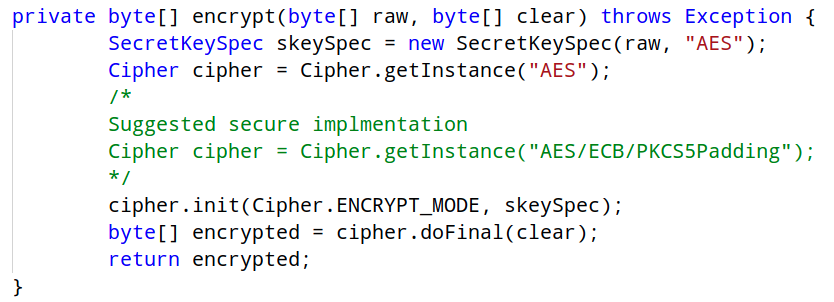 private byte[] encrypt(byte[] raw, byte[] clear) throws Exception {
SecretKeySpec skeySpec = new SecretKeySpec(raw, "AES");
Cipher cipher = Cipher.getInstance("AES");
/*
Suggested secure implmentation
Cipher cipher = Cipher.getInstance("AES/ECB/PKCS5Padding");
*/
cipher.init(Cipher.ENCRYPT_MODE, skeySpec);
byte[] encrypted = cipher.doFinal(clear);
return encrypted;
}